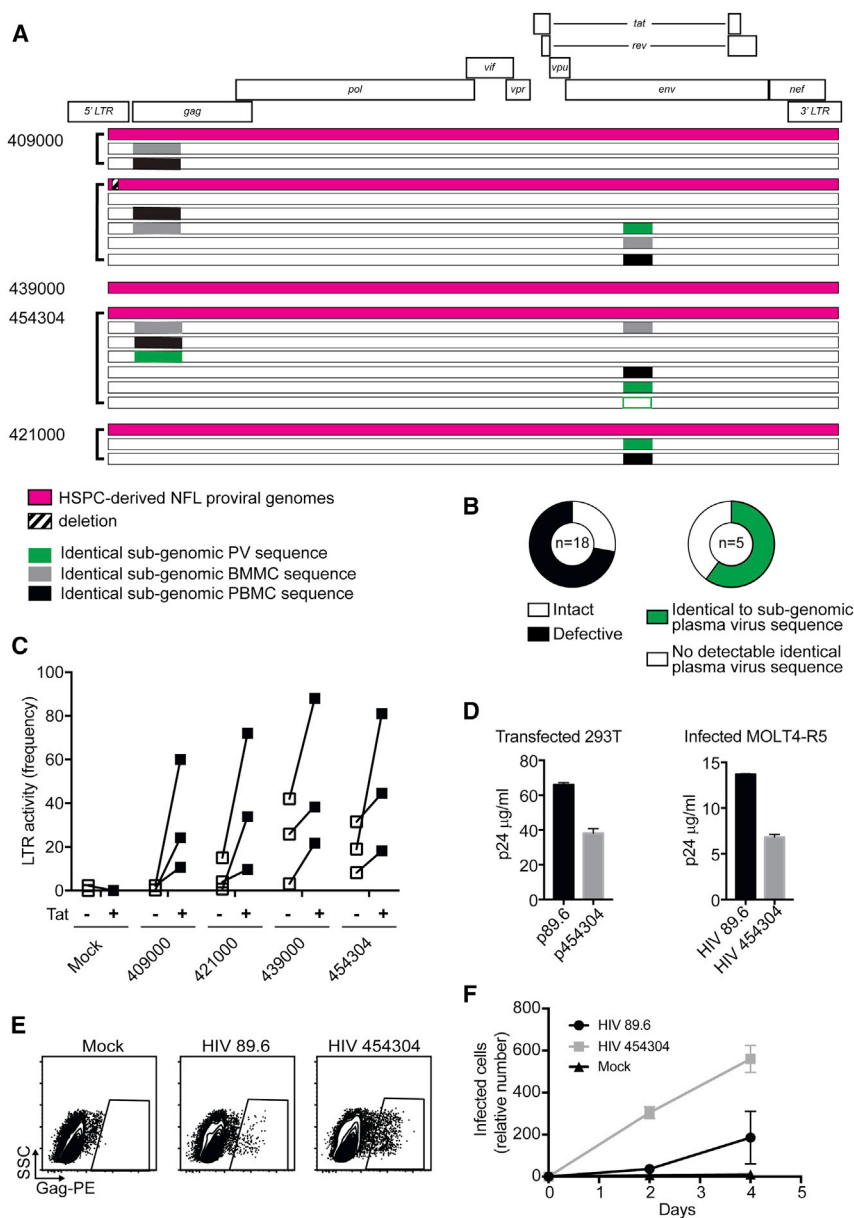 A
tat
rev
vif
vpu
pol
vpr
env
nef
5' LTR
gag
3' LTR
409000
439000
454304
421000
HSPC-derived NFL proviral genomes
deletion
Identical sub-genomic PV sequence
Identical sub-genomic BMMC sequence
Identical sub-genomic PBMC sequence
B
n=18
n=5
Intact
Defective
Identical to sub-genomic
plasma virus sequence
No detectable identical
plasma virus sequence
C
LTR activity (frequency)
100
80
60
40
20
0
Tat - + - + - + - + - +
Mock
409000
421000
439000
454304
D
Transfected 293T
p24 µg/ml
80
60
40
20
0
p89.6
p454304
Infected MOLT4-R5
p24 µg/ml
15
10
5
0
HIV 89.6
HIV 454304
E
Mock
HIV 89.6
HIV 454304
SSC
Gag-PE
F
Infected cells
(relative number)
800
600
400
200
0
HIV 89.6
HIV 454304
Mock
0 1 2 3 4 5
Days